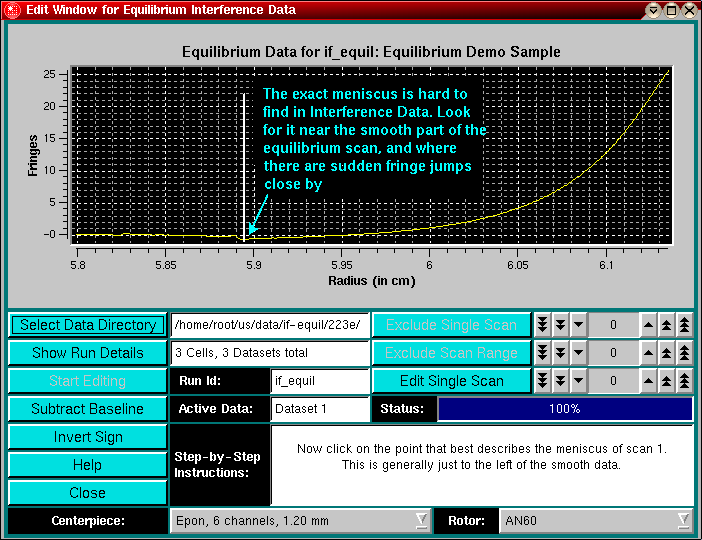 Edit Window for Equilibrium Interference Data
Equilibrium Data for if_equil: Equilibrium Demo Sample
The exact meniscus is hard to
find in Interference Data. Look
for it near the smooth part of the
equilibrium scan, and where
there are sudden fringe jumps
close by
Fringes
25
20
15
10
5
-0
5.8
5.85
5.9
5.95
6
6.05
6.1
Radius (in cm)
Select Data Directory
/home/root/us/data/if-equil/223e/
Exclude Single Scan
0
Show Run Details
3 Cells, 3 Datasets total
Exclude Scan Range
0
Start Editing
Run Id:
if_equil
Edit Single Scan
0
Subtract Baseline
Active Data:
Dataset 1
Status:
100%
Invert Sign
Help
Close
Step-by-Step
Instructions:
Now click on the point that best describes the meniscus of scan 1.
This is generally just to the left of the smooth data.
Centerpiece:
Epon, 6 channels, 1.20 mm
Rotor:
AN60